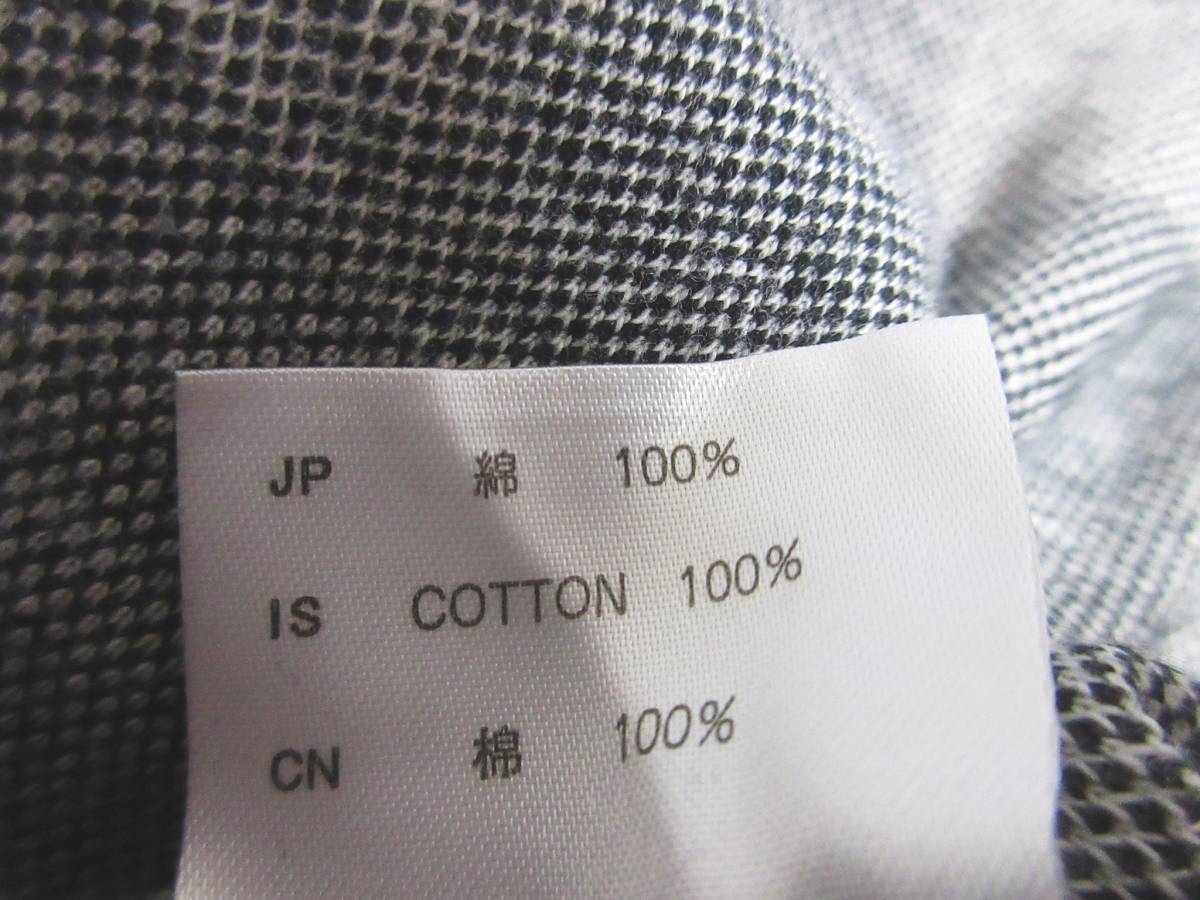 JP 綿 100%
IS COTTON 100%
CN 棉 100%